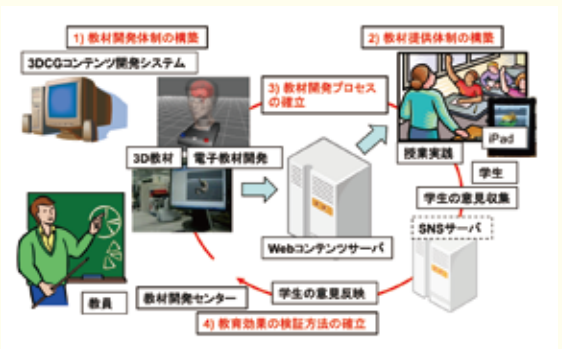 1) 教材開発体制の構築
2) 教材提供体制の構築
3DCGコンテンツ開発システム
3) 教材開発プロセス
の確立
iPad
3D教材
電子教材開発
授業実践
学生
学生の意見収集
SNSサーバ
Webコンテンツサーバ
教員
教材開発センター
学生の意見反映
4) 教育効果の検証方法の確立